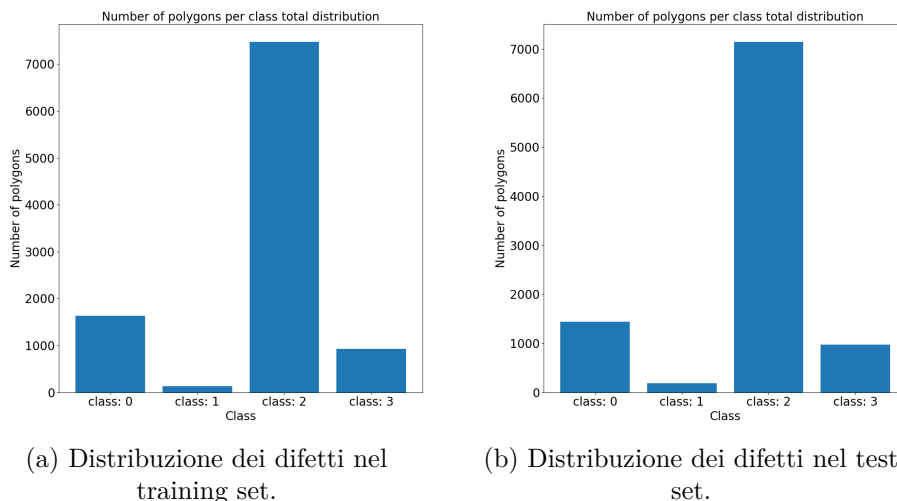 Number of polygons per class total distribution
Number of polygons
7000
6000
5000
4000
3000
2000
1000
0
class: 0 class: 1 class: 2 class: 3
Class
(a) Distribuzione dei difetti nel
training set.
Number of polygons per class total distribution
Number of polygons
7000
6000
5000
4000
3000
2000
1000
0
class: 0 class: 1 class: 2 class: 3
Class
(b) Distribuzione dei difetti nel test
set.